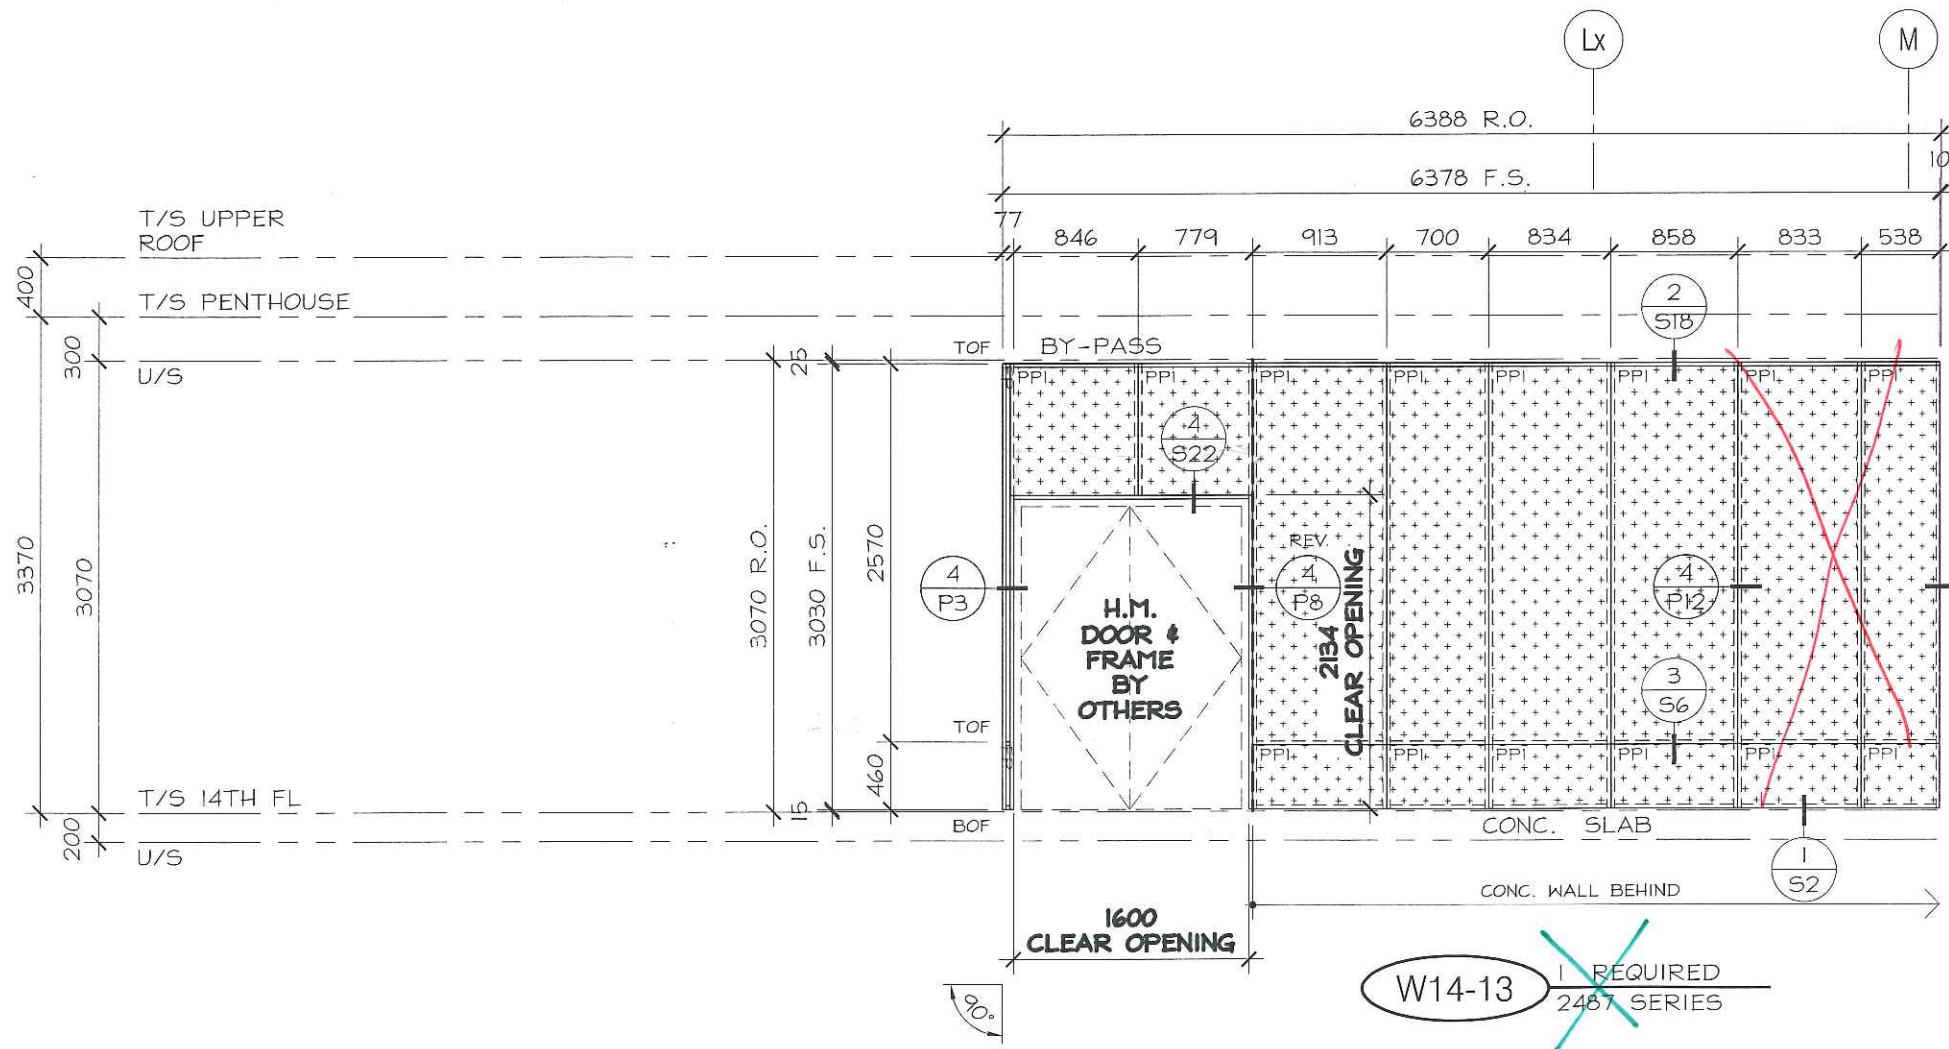 Lx
M
6388 R.O.
10
6378 F.S.
77
846
779
913
700
834
858
833
538
T/S UPPER
ROOF
400
T/S PENTHOUSE
300
U/S
2
S18
TOF
BY-PASS
25
PPI
PPI
PPI
PPI
PPI
PPI
PPI
PPI
4
S22
3370
3070
3070 R.O.
3030 F.S.
2570
4
P3
REV.
4
P8
4
P12
H.M.
DOOR &
FRAME
BY
OTHERS
2134
CLEAR OPENING
3
S6
TOF
460
PPI
PPI
PPI
PPI
PPI
PPI
T/S 14TH FL
15
BOF
CONC. SLAB
200
U/S
1
S2
CONC. WALL BEHIND
1600
CLEAR OPENING
90°
W14-13
1 REQUIRED
2487 SERIES